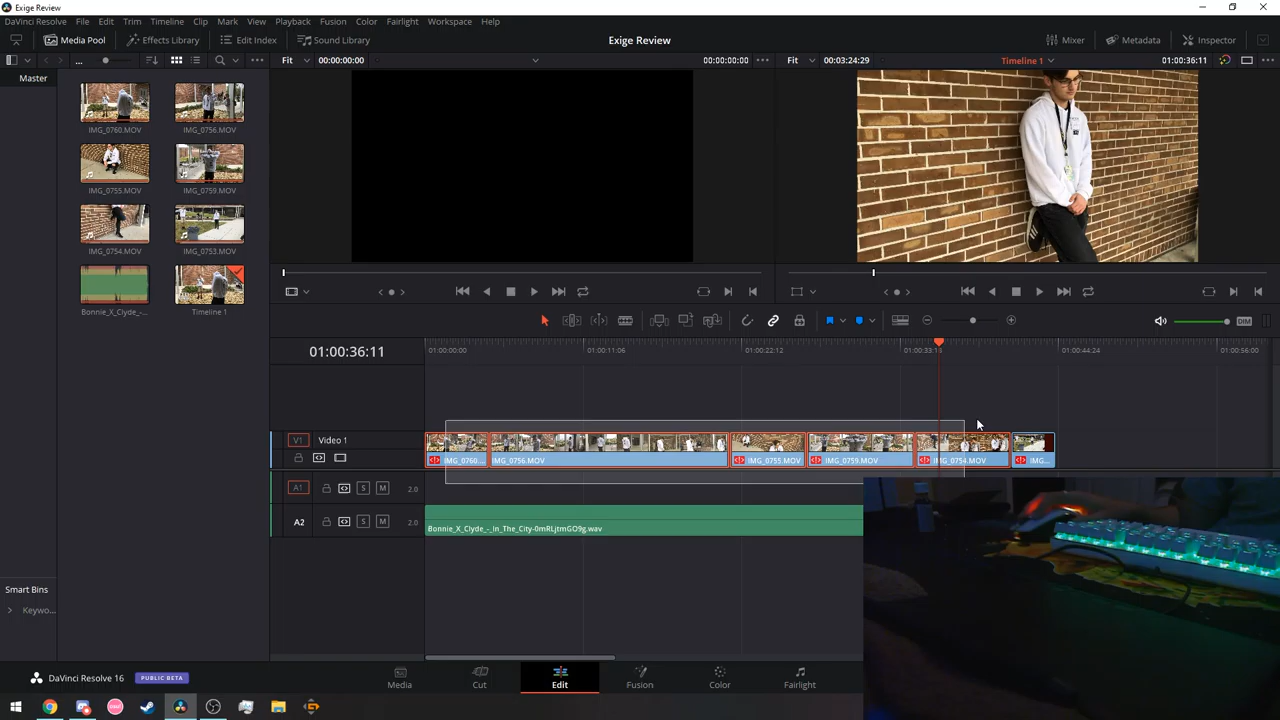 Exige Review
DaVinci Resolve File Edit Trim Timeline Clip Mark View Playback Fusion Color Fairlight Workspace Help
Media Pool Effects Library Edit Index Sound Library Exige Review Mixer Metadata Inspector
... Fit 00:00:00:00 00:00:00:00 Fit 00:03:24:29 Timeline 1 01:00:36:11
Master
IMG_0760.MOV IMG_0756.MOV
IMG_0755.MOV IMG_0759.MOV
IMG_0754.MOV IMG_0753.MOV
Bonnie_X_Clyde_-... Timeline 1
DIM
01:00:36:11 01:00:00:00 01:00:11:06 01:00:22:12 01:00:44:24 01:00:56:00
V1 Video 1
IMG_0760... IMG_0756.MOV IMG_0755.MOV IMG_0759.MOV IMG_0754.MOV IMG...
A1 S M 2.0
A2 S M 2.0
Bonnie_X_Clyde_-_in_The_City-0mRLjtmGO9g.wav
Smart Bins
Keywo...
DaVinci Resolve 16 PUBLIC BETA Media Cut Edit Fusion Color Fairlight